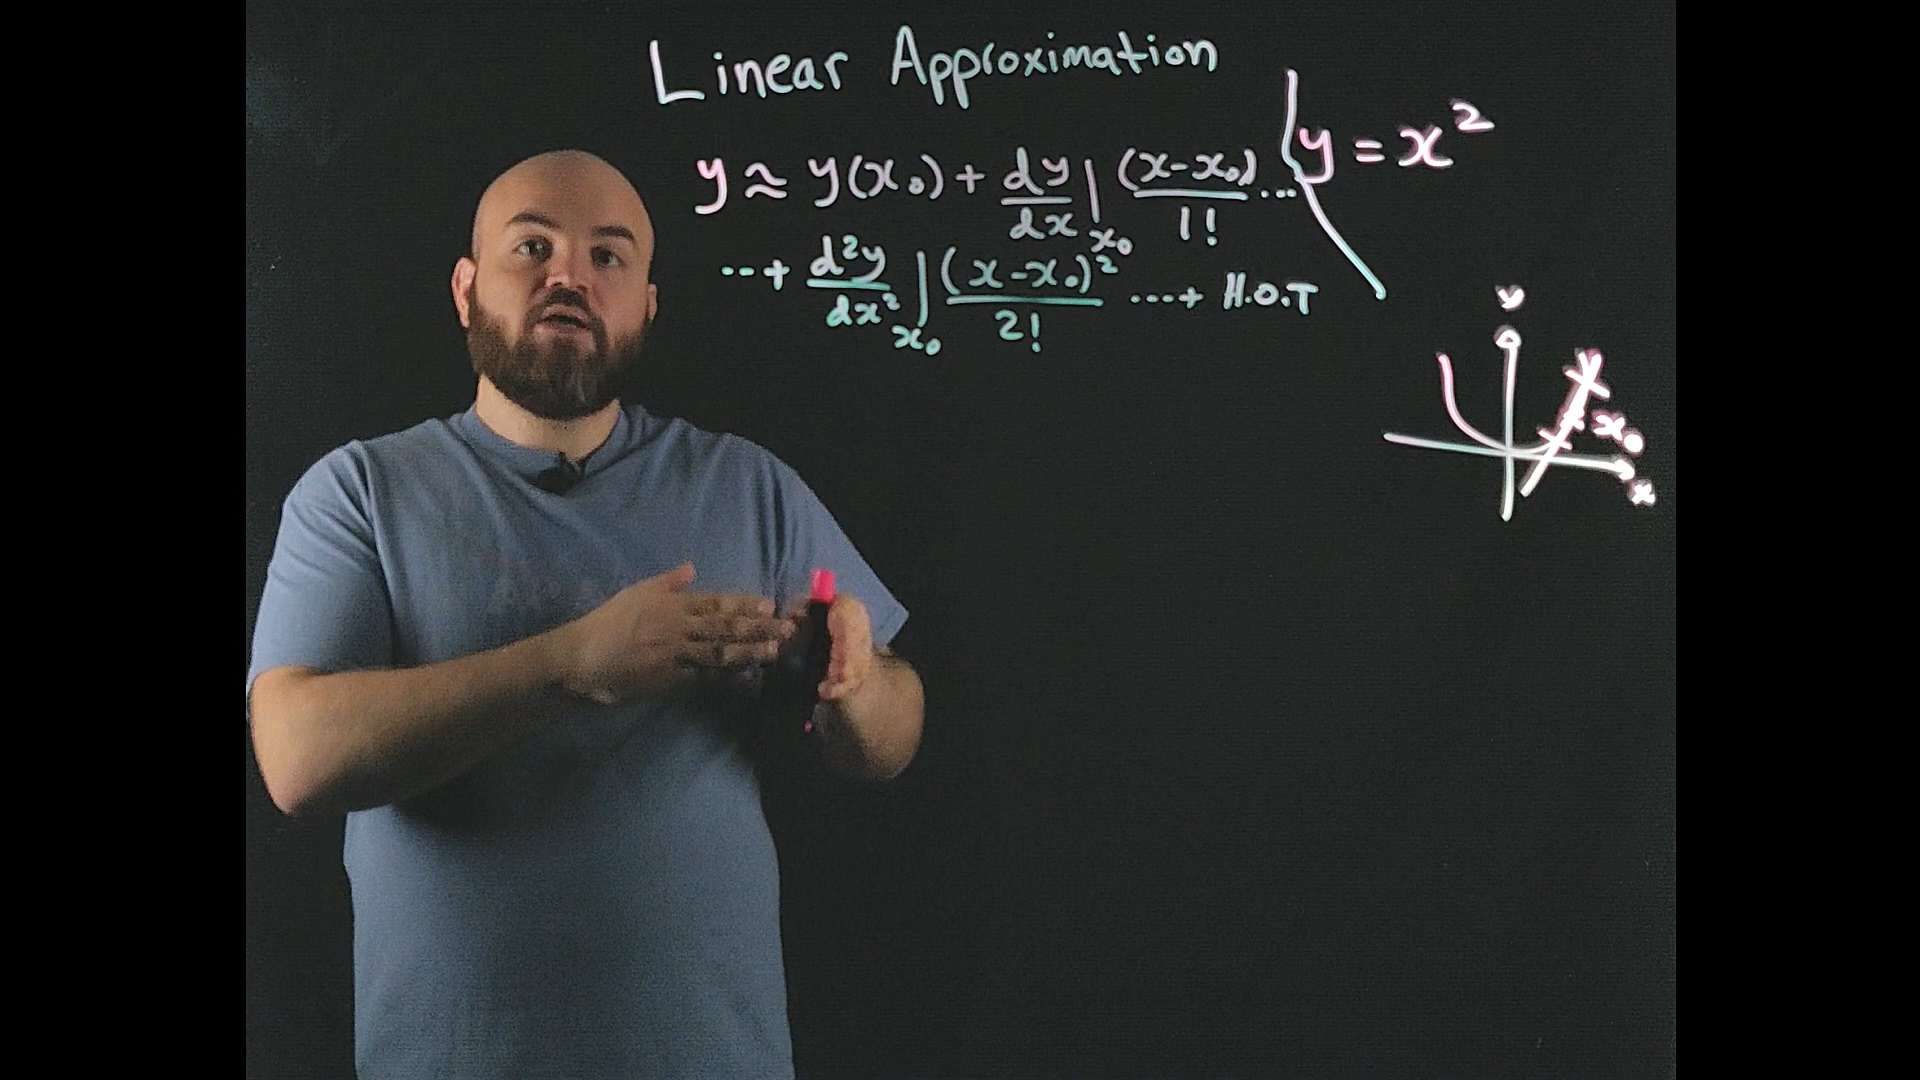 Linear Approximation
y ≈ y(x₀) + dy/dx|x₀ (x-x₀)/1! ...
... + d²y/dx²|x₀ (x-x₀)²/2! ....+ H.O.T
y = x²
y
x₀
x